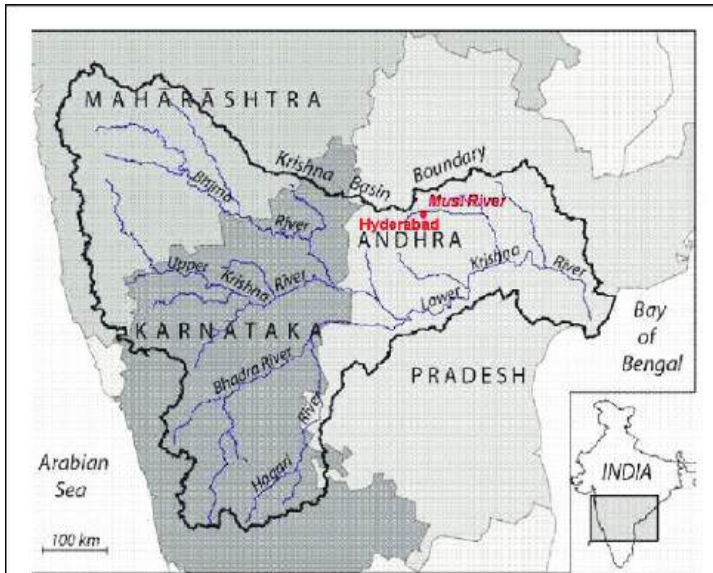 MAHĀRĀSHTRA
Krishna Basin Boundary
Bhima River
Musi River
Hyderabad
ANDHRA
Upper Krishna River
Lower Krishna River
KARNATAKA
Bhadra River
PRADESH
Bay
of
Bengal
Hagari River
Arabian
Sea
INDIA
100 km